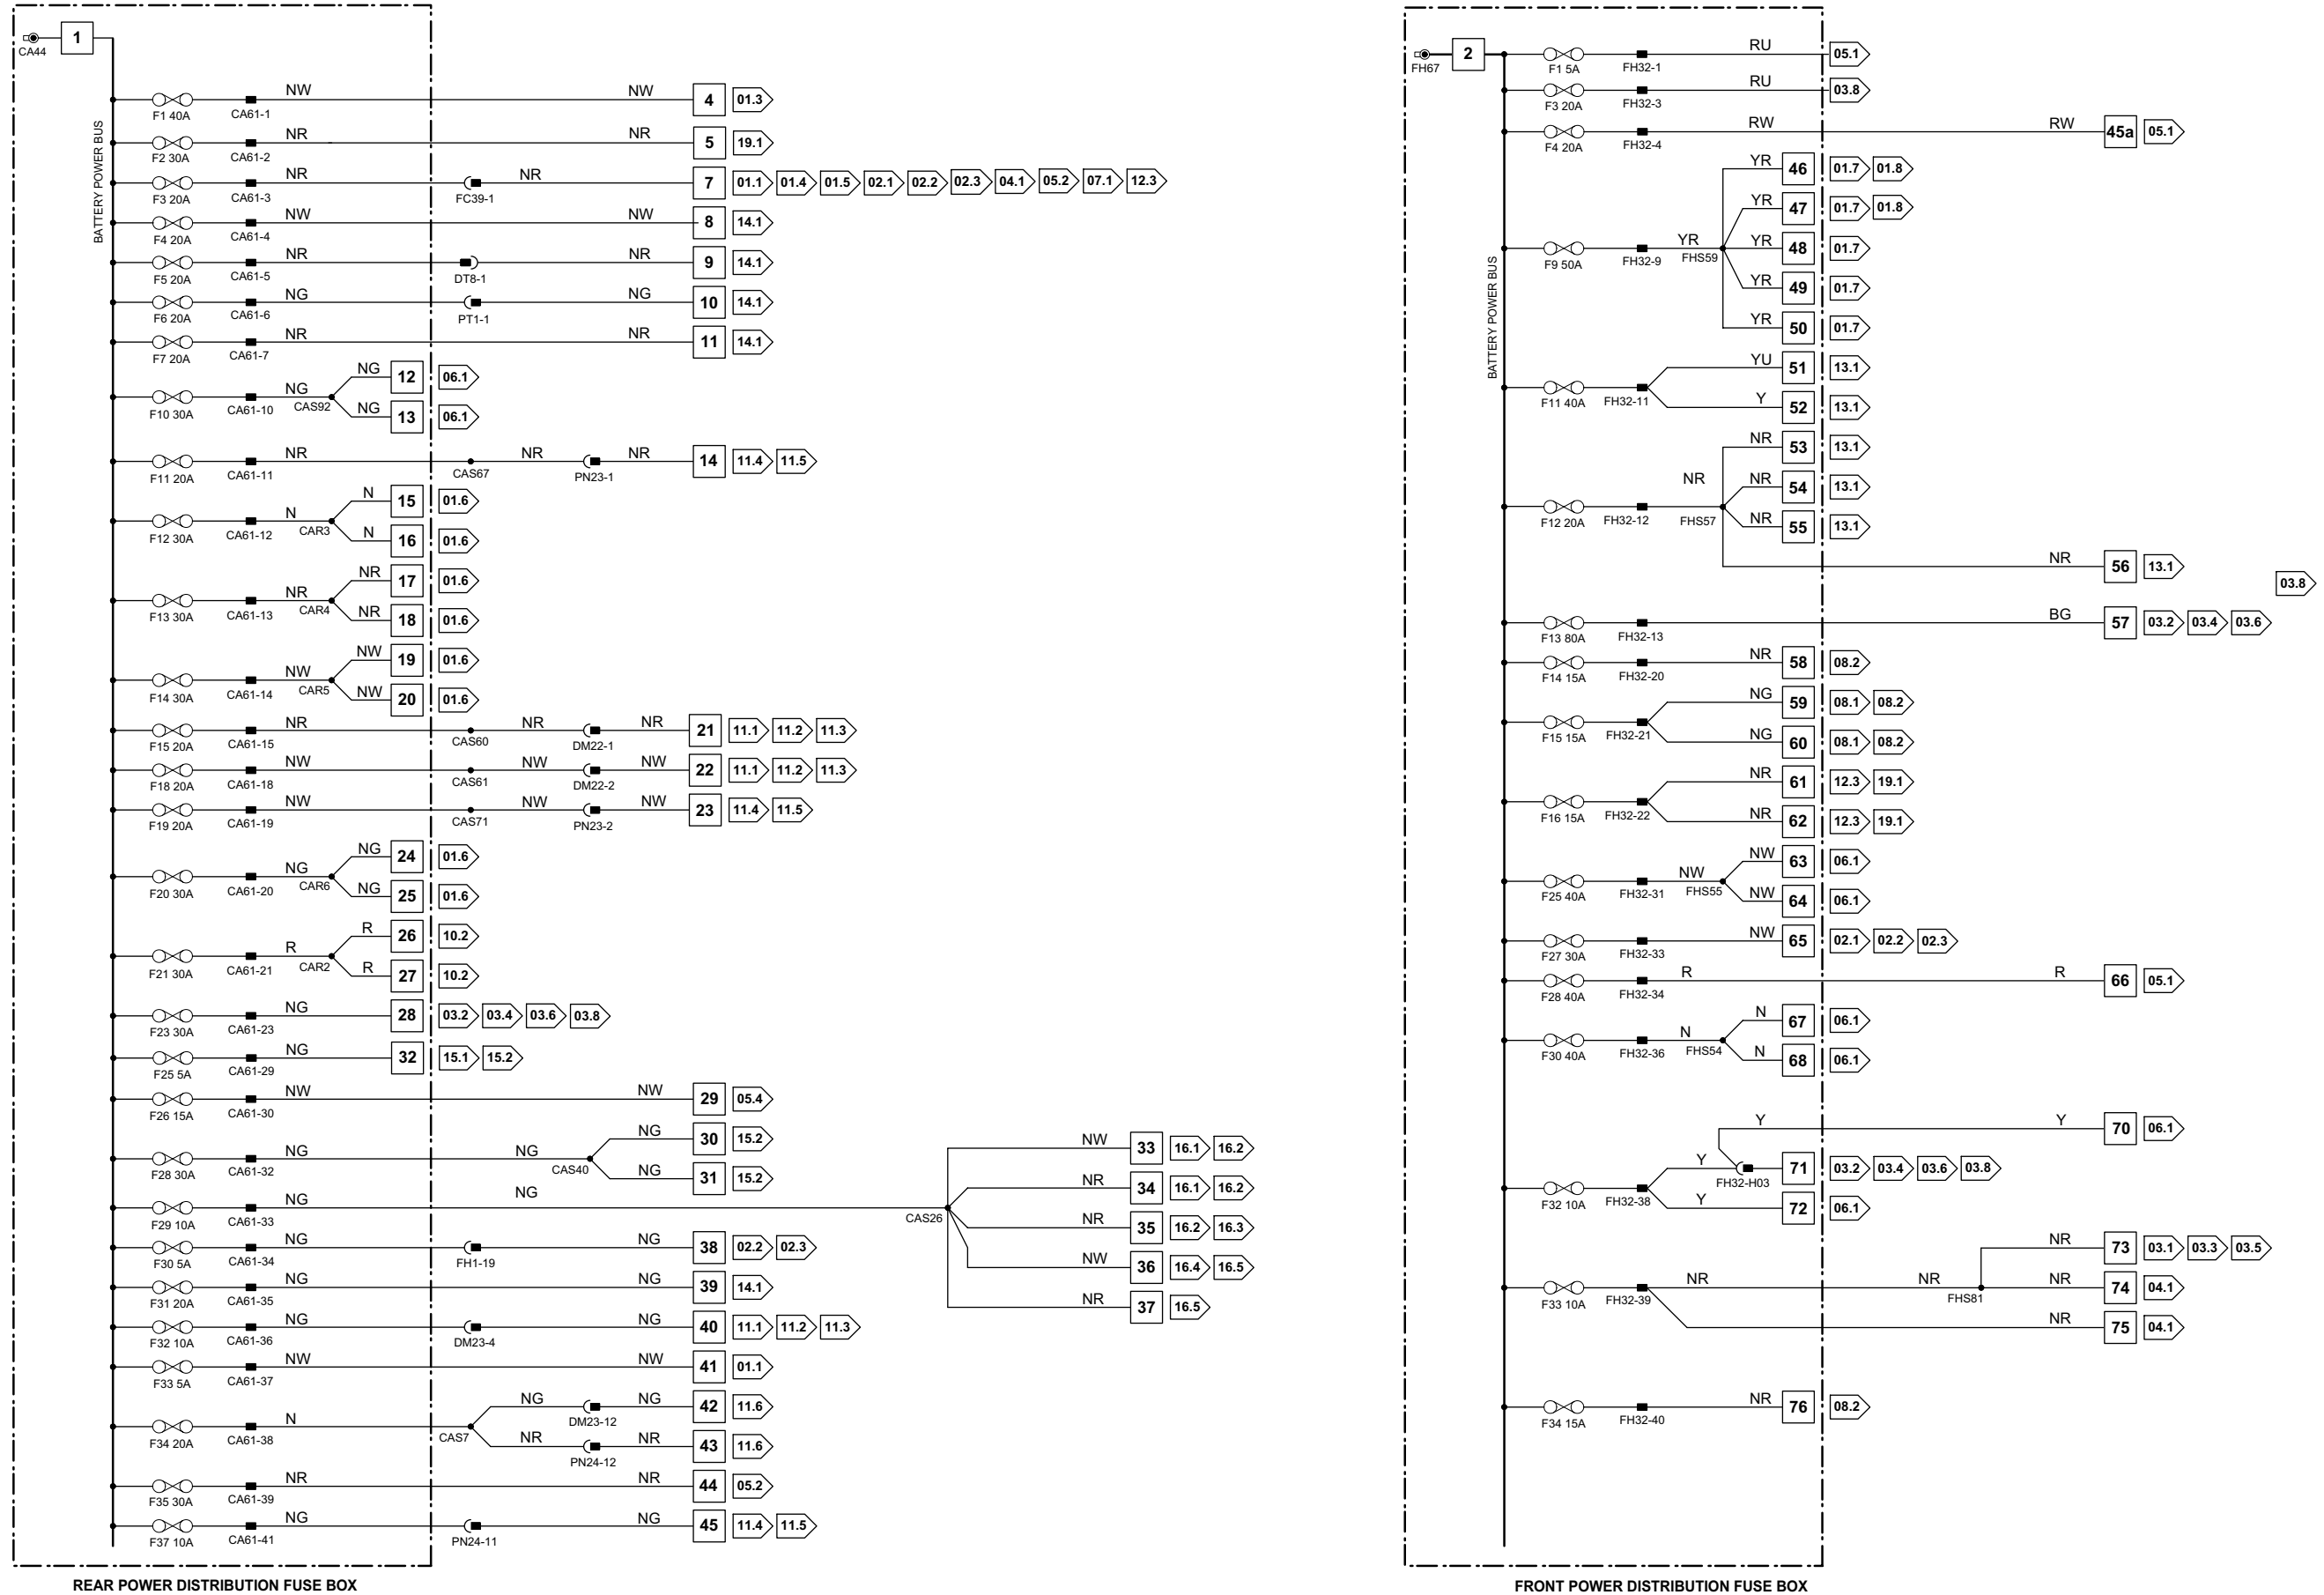 1
CA44
BATTERY POWER BUS
NW NW 4 01.3
F1 40A CA61-1
NR NR 5 19.1
F2 30A CA61-2
NR NR 7 01.1 01.4 01.5 02.1 02.2 02.3 04.1 05.2 07.1 12.3
F3 20A CA61-3 FC39-1
NW NW 8 14.1
F4 20A CA61-4
NR NR 9 14.1
F5 20A CA61-5 DT8-1
NG NG 10 14.1
F6 20A CA61-6 PT1-1
NR 11 14.1
F7 20A CA61-7
NG 12 06.1
NG
F10 30A CA61-10 CAS92
NG 13 06.1
NR NR NR 14 11.4 11.5
F11 20A CA61-11 CAS67 PN23-1
N 15 01.6
N
F12 30A CA61-12 CAR3
N 16 01.6
NR 17 01.6
NR
F13 30A CA61-13 CAR4
NR 18 01.6
NW 19 01.6
NW
F14 30A CA61-14 CAR5
NW 20 01.6
NR NR NR 21 11.1 11.2 11.3
F15 20A CA61-15 CAS60 DM22-1
NW NW NW 22 11.1 11.2 11.3
F18 20A CA61-18 CAS61 DM22-2
NW NW NW 23 11.4 11.5
F19 20A CA61-19 CAS71 PN23-2
NG 24 01.6
NG
F20 30A CA61-20 CAR6
NG 25 01.6
R 26 10.2
R
F21 30A CA61-21 CAR2
R 27 10.2
NG 28 03.2 03.4 03.6 03.8
F23 30A CA61-23
NG 32 15.1 15.2
F25 5A CA61-29
NW NW 29 05.4
F26 15A CA61-30
NG 30 15.2
NG NG
F28 30A CA61-32 CAS40
NG 31 15.2
NG NG
F29 10A CA61-33 CAS26
NW 33 16.1 16.2
NR 34 16.1 16.2
NR 35 16.2 16.3
NW 36 16.4 16.5
NR 37 16.5
NG NG 38 02.2 02.3
F30 5A CA61-34 FH1-19
NG NG 39 14.1
F31 20A CA61-35
NG NG 40 11.1 11.2 11.3
F32 10A CA61-36 DM23-4
NW NW 41 01.1
F33 5A CA61-37
NG NG 42 11.6
DM23-12
N
F34 20A CA61-38 CAS7
NR NR 43 11.6
PN24-12
NR NR 44 05.2
F35 30A CA61-39
NG NG 45 11.4 11.5
F37 10A CA61-41 PN24-11
REAR POWER DISTRIBUTION FUSE BOX
2
FH67
BATTERY POWER BUS
RU 05.1
F1 5A FH32-1
RU 03.8
F3 20A FH32-3
RW RW 45a 05.1
F4 20A FH32-4
YR 46 01.7 01.8
YR 47 01.7 01.8
YR YR 48 01.7
F9 50A FH32-9 FHS59
YR 49 01.7
YR 50 01.7
YU 51 13.1
F11 40A FH32-11
Y 52 13.1
NR 53 13.1
NR NR 54 13.1
F12 20A FH32-12 FHS57
NR 55 13.1
NR 56 13.1
03.8
BG 57 03.2 03.4 03.6
F13 80A FH32-13
NR 58 08.2
F14 15A FH32-20
NG 59 08.1 08.2
F15 15A FH32-21
NG 60 08.1 08.2
NR 61 12.3 19.1
F16 15A FH32-22
NR 62 12.3 19.1
NW 63 06.1
NW
F25 40A FH32-31 FHS55
NW 64 06.1
NW 65 02.1 02.2 02.3
F27 30A FH32-33
R R 66 05.1
F28 40A FH32-34
N 67 06.1
N
F30 40A FH32-36 FHS54
N 68 06.1
Y Y 70 06.1
Y 71 03.2 03.4 03.6 03.8
FH32-H03
F32 10A FH32-38
Y 72 06.1
NR 73 03.1 03.3 03.5
NR NR NR 74 04.1
F33 10A FH32-39 FHS81
NR 75 04.1
NR 76 08.2
F34 15A FH32-40
FRONT POWER DISTRIBUTION FUSE BOX